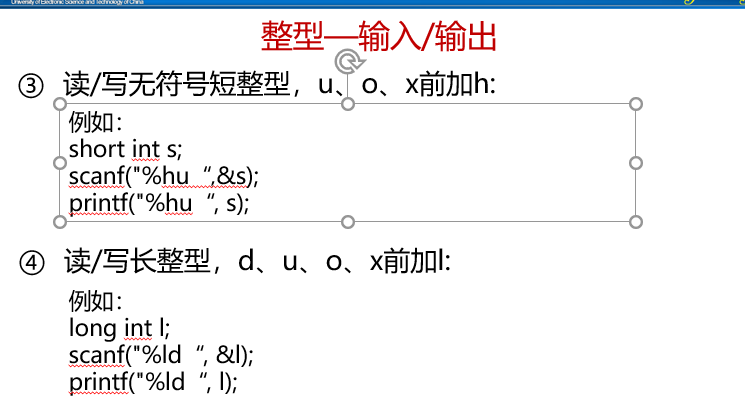 University of Electronic Science and Technology of China
整型—输入/输出
③ 读/写无符号短整型，u、o、x前加h:
例如：
short int s;
scanf("%hu “,&s);
printf("%hu “, s);
④ 读/写长整型，d、u、o、x前加l:
例如：
long int l;
scanf("%ld “, &l);
printf("%ld “, l);